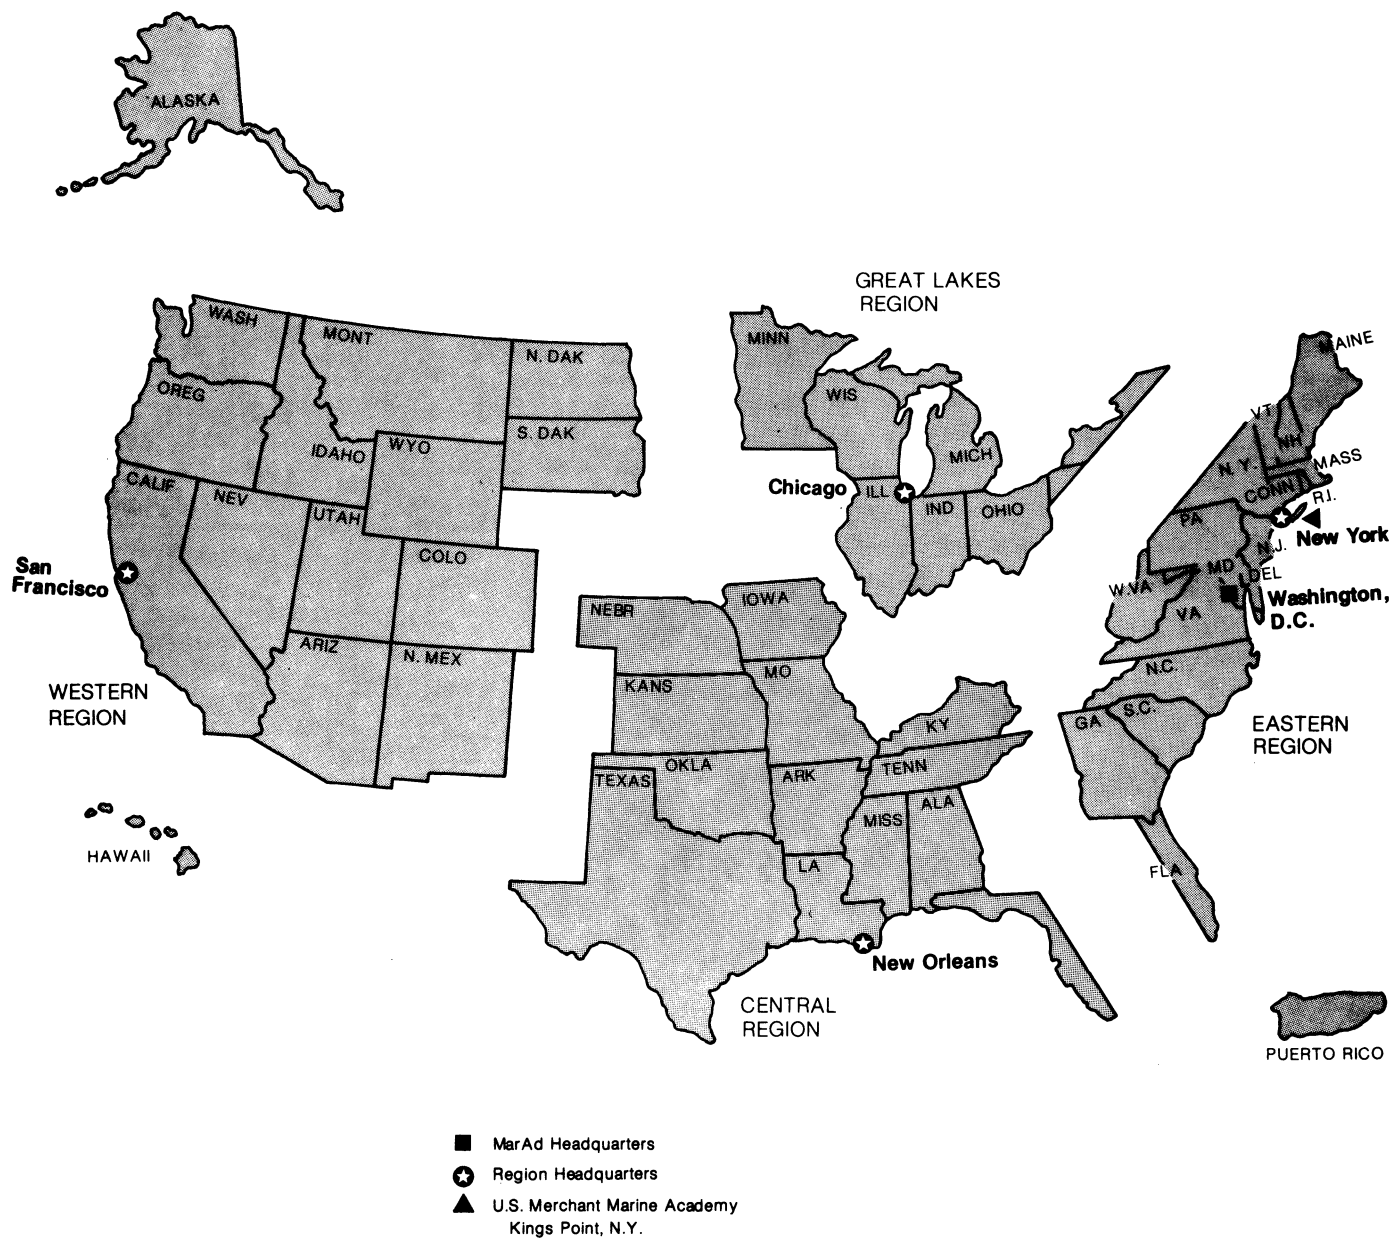 ALASKA
GREAT LAKES
REGION
WASH
MONT
N. DAK
MINN
MAINE
OREG
S. DAK
WIS
VT
WYO
IDAHO
MICH
N.Y.
NH
MASS
CALIF
NEV
UTAH
Chicago
ILL
IND
OHIO
CONN
R.I.
PA
New York
COLO
N.J.
San
Francisco
MD
DEL
W.VA
VA
Washington,
D.C.
NEBR
IOWA
ARIZ
N. MEX
MO
N.C.
KANS
WESTERN
REGION
KY
GA
S.C.
EASTERN
REGION
OKLA
TEXAS
ARK
TENN
MISS
ALA
HAWAII
LA
FLA
New Orleans
CENTRAL
REGION
PUERTO RICO
MarAd Headquarters
Region Headquarters
U.S. Merchant Marine Academy
Kings Point, N.Y.